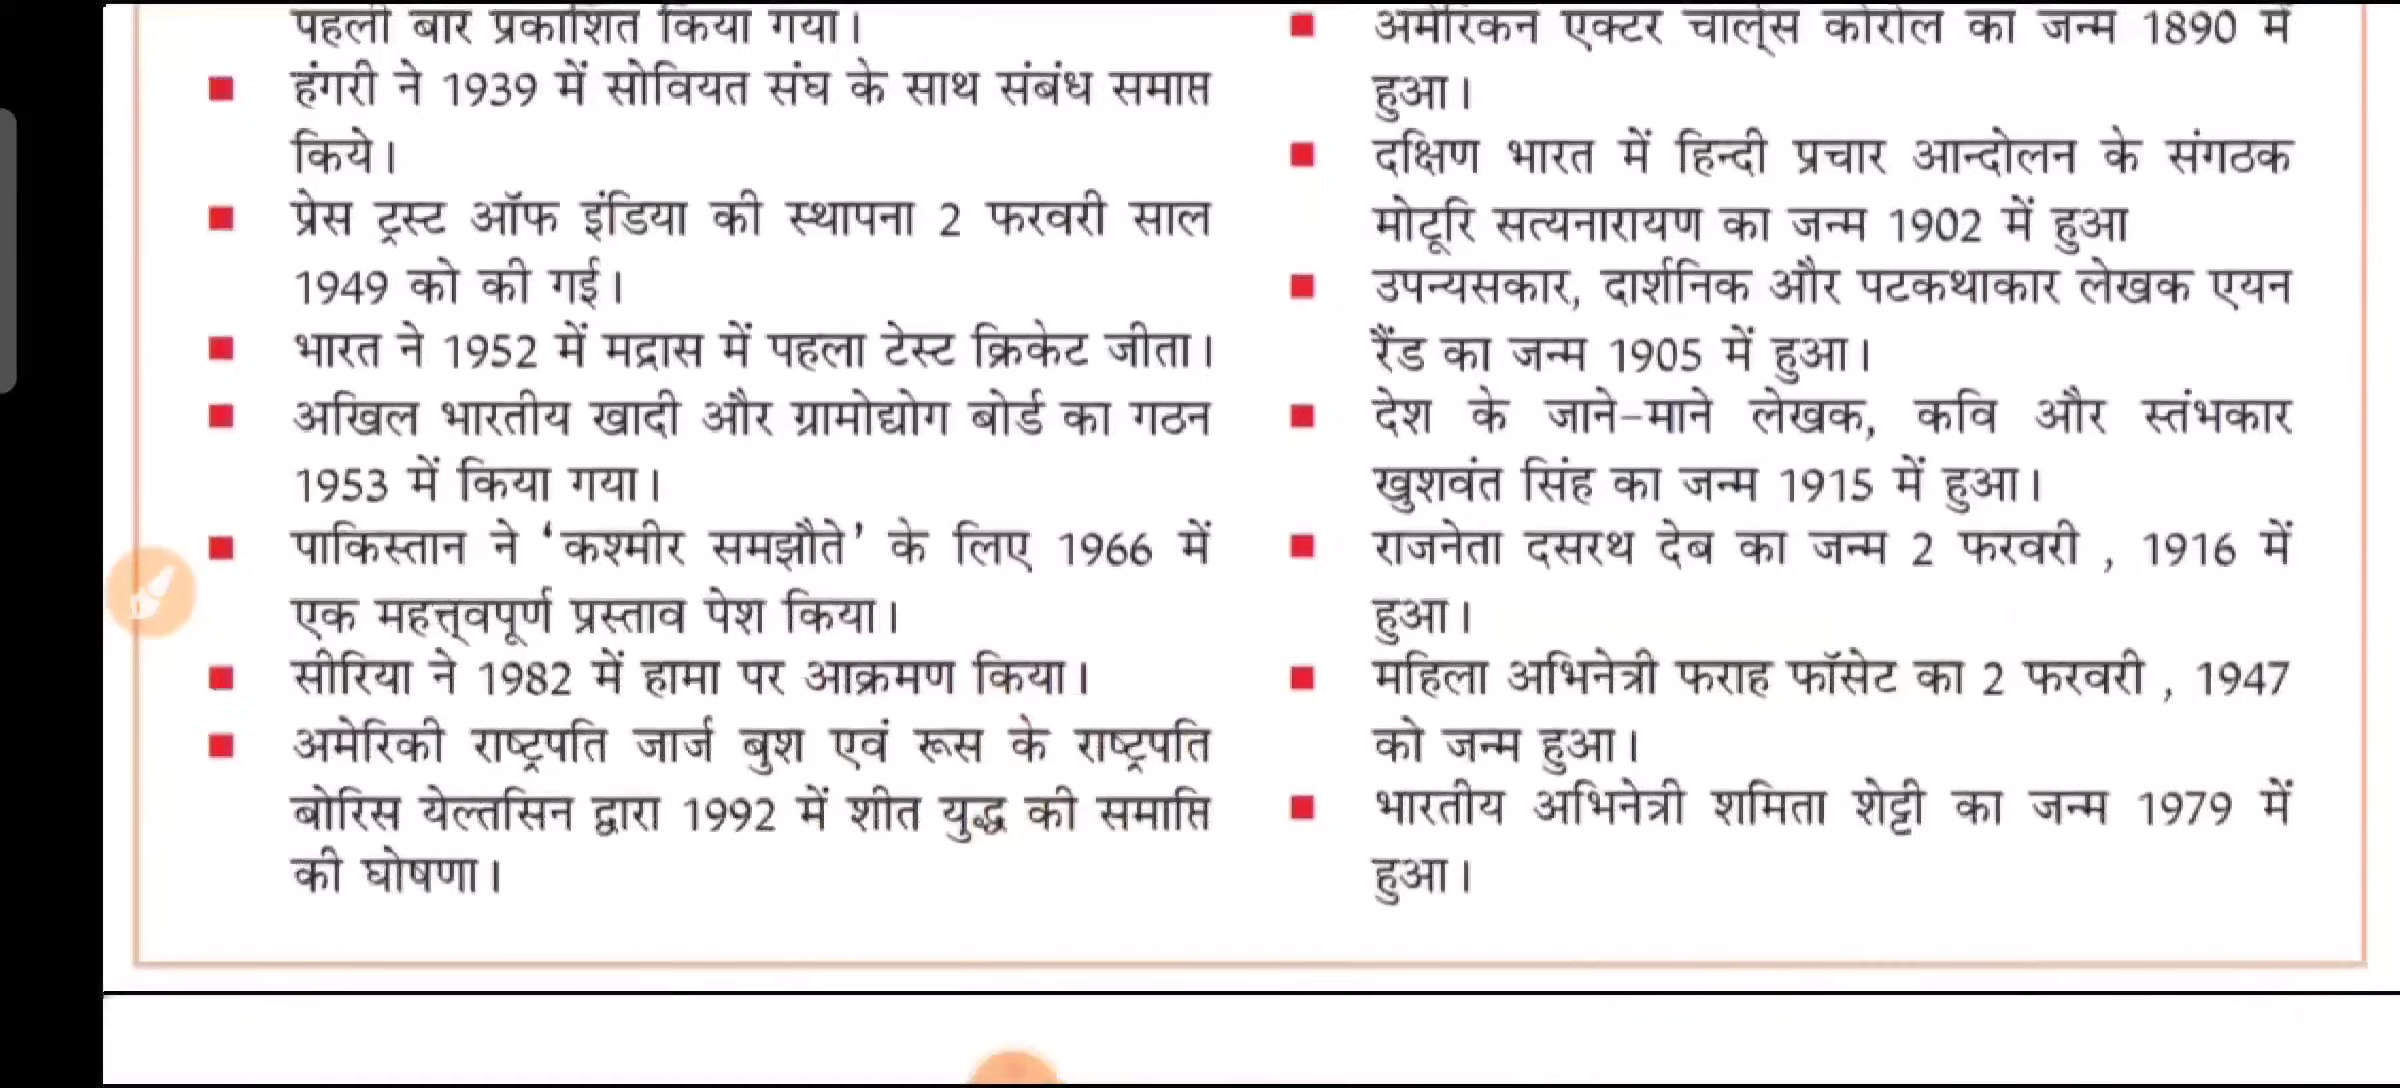 पहली बार प्रकाशित किया गया।
हंगरी ने 1939 में सोवियत संघ के साथ संबंध समाप्त
किये।
प्रेस ट्रस्ट ऑफ इंडिया की स्थापना 2 फरवरी साल
1949 को की गई।
भारत ने 1952 में मद्रास में पहला टेस्ट क्रिकेट जीता।
अखिल भारतीय खादी और ग्रामोद्योग बोर्ड का गठन
1953 में किया गया।
पाकिस्तान ने ‘कश्मीर समझौते’ के लिए 1966 में
एक महत्त्वपूर्ण प्रस्ताव पेश किया।
सीरिया ने 1982 में हामा पर आक्रमण किया।
अमेरिकी राष्ट्रपति जार्ज बुश एवं रूस के राष्ट्रपति
बोरिस येल्तसिन द्वारा 1992 में शीत युद्ध की समाप्ति
की घोषणा।
अमेरिकन एक्टर चार्ल्स कोरोल का जन्म 1890 में
हुआ।
दक्षिण भारत में हिन्दी प्रचार आन्दोलन के संगठक
मोटूरि सत्यनारायण का जन्म 1902 में हुआ
उपन्यसकार, दार्शनिक और पटकथाकार लेखक एयन
रैंड का जन्म 1905 में हुआ।
देश के जाने-माने लेखक, कवि और स्तंभकार
खुशवंत सिंह का जन्म 1915 में हुआ।
राजनेता दसरथ देब का जन्म 2 फरवरी , 1916 में
हुआ।
महिला अभिनेत्री फराह फॉसेट का 2 फरवरी , 1947
को जन्म हुआ।
भारतीय अभिनेत्री शमिता शेट्टी का जन्म 1979 में
हुआ।